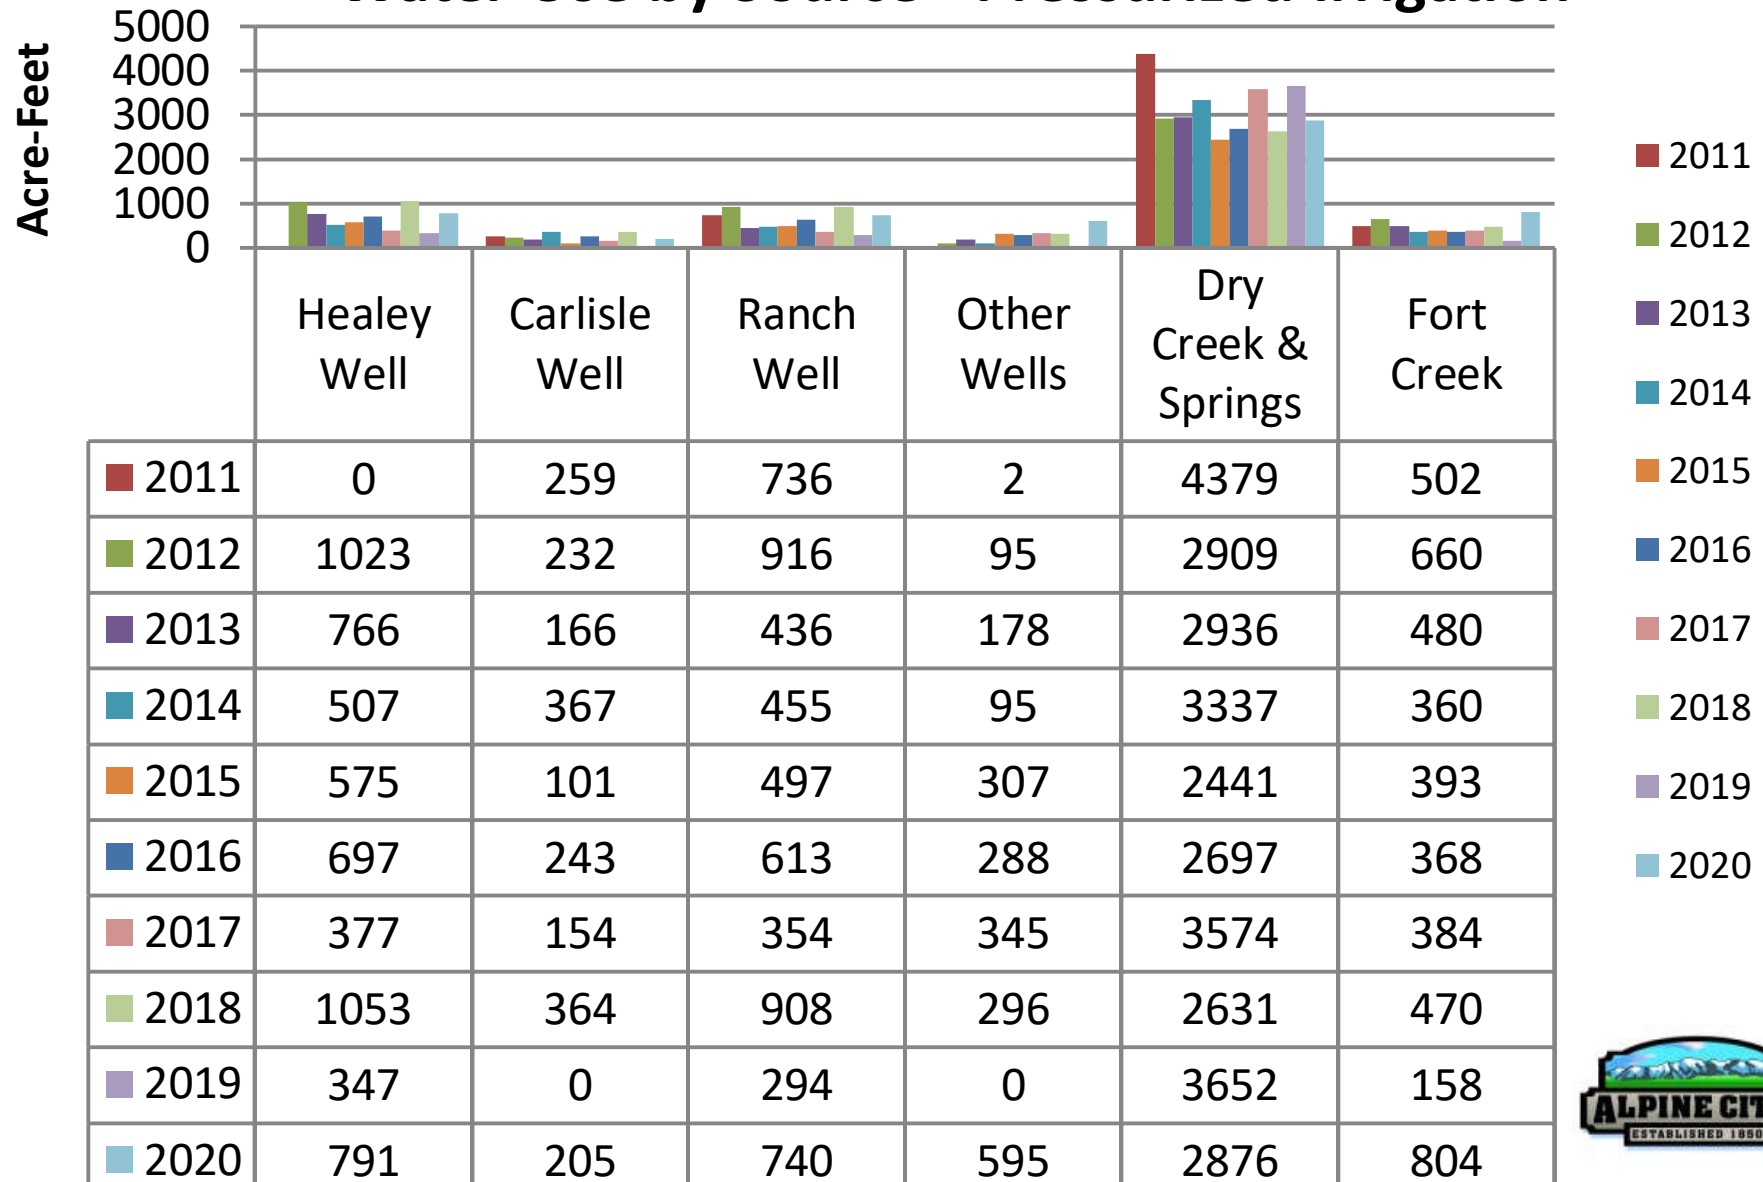 5000
4000
3000
2000
1000
0
Acre-Feet
Healey Well
Carlisle Well
Ranch Well
Other Wells
Dry Creek & Springs
Fort Creek
2011 0 259 736 2 4379 502
2012 1023 232 916 95 2909 660
2013 766 166 436 178 2936 480
2014 507 367 455 95 3337 360
2015 575 101 497 307 2441 393
2016 697 243 613 288 2697 368
2017 377 154 354 345 3574 384
2018 1053 364 908 296 2631 470
2019 347 0 294 0 3652 158
2020 791 205 740 595 2876 804
2011
2012
2013
2014
2015
2016
2017
2018
2019
2020
ALPINE CIT
ESTABLISHED 1850